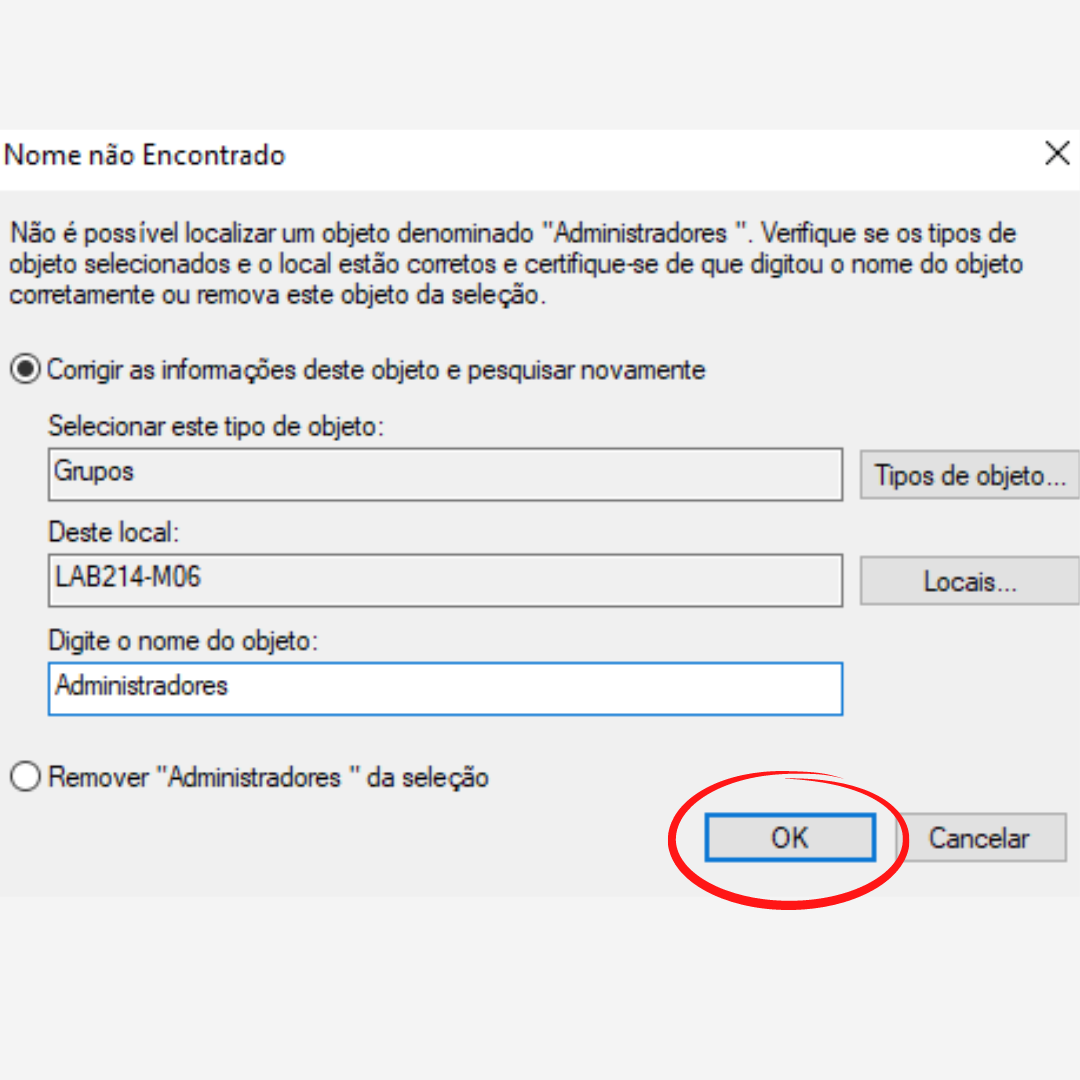 Nome não Encontrado
Não é possível localizar um objeto denominado "Administradores ". Verifique se os tipos de
objeto selecionados e o local estão corretos e certifique-se de que digitou o nome do objeto
corretamente ou remova este objeto da seleção.
Corrigir as informações deste objeto e pesquisar novamente
Selecionar este tipo de objeto:
Grupos
Tipos de objeto...
Deste local:
LAB214-M06
Locais...
Digite o nome do objeto:
Administradores
Remover "Administradores " da seleção
OK
Cancelar